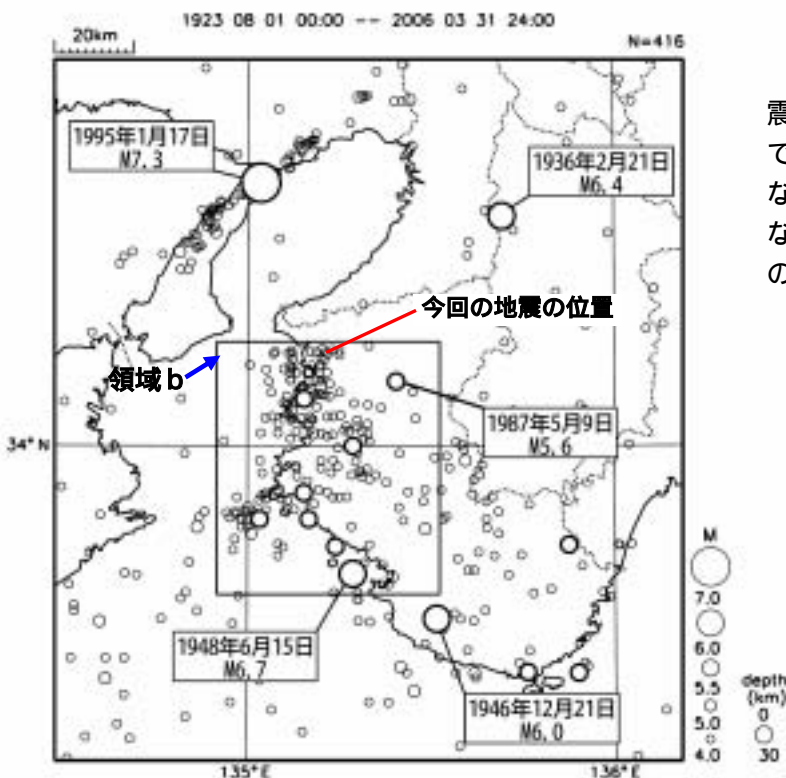 1923 08 01 00:00 -- 2006 03 31 24:00
20km
N=416
1995年1月17日
M7.3
1936年2月21日
M6.4
今回の地震の位置
領域b
1987年5月9日
M5.6
34°N
1948年6月15日
M6.7
1946年12月21日
M6.0
135°E
136°E
M
7.0
6.0
5.5
5.0
4.0
depth
(km)
0
30
震
て
な
な
の